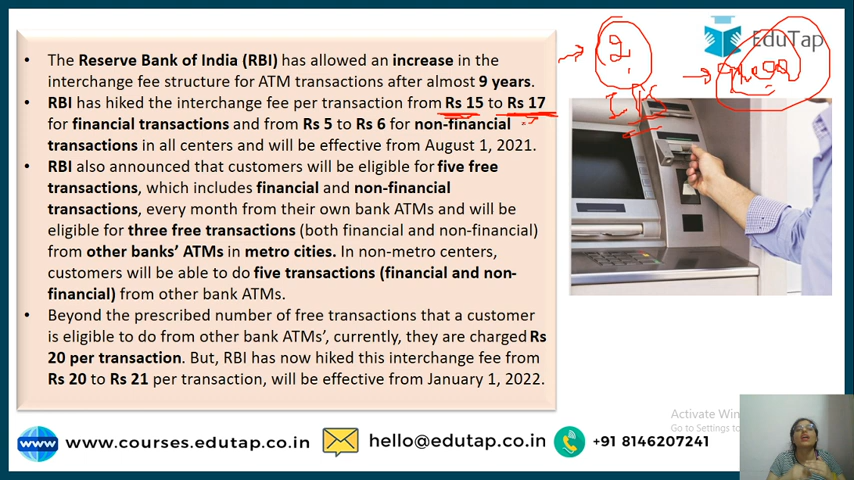 EduTap
• The Reserve Bank of India (RBI) has allowed an increase in the
interchange fee structure for ATM transactions after almost 9 years.
• RBI has hiked the interchange fee per transaction from Rs 15 to Rs 17
for financial transactions and from Rs 5 to Rs 6 for non-financial
transactions in all centers and will be effective from August 1, 2021.
• RBI also announced that customers will be eligible for five free
transactions, which includes financial and non-financial
transactions, every month from their own bank ATMs and will be
eligible for three free transactions (both financial and non-financial)
from other banks’ ATMs in metro cities. In non-metro centers,
customers will be able to do five transactions (financial and non-
financial) from other bank ATMs.
• Beyond the prescribed number of free transactions that a customer
is eligible to do from other bank ATMs’, currently, they are charged Rs
20 per transaction. But, RBI has now hiked this interchange fee from
Rs 20 to Rs 21 per transaction, will be effective from January 1, 2022.
Activate Win
Go to Settings to
www www.courses.edutap.co.in hello@edutap.co.in +91 8146207241